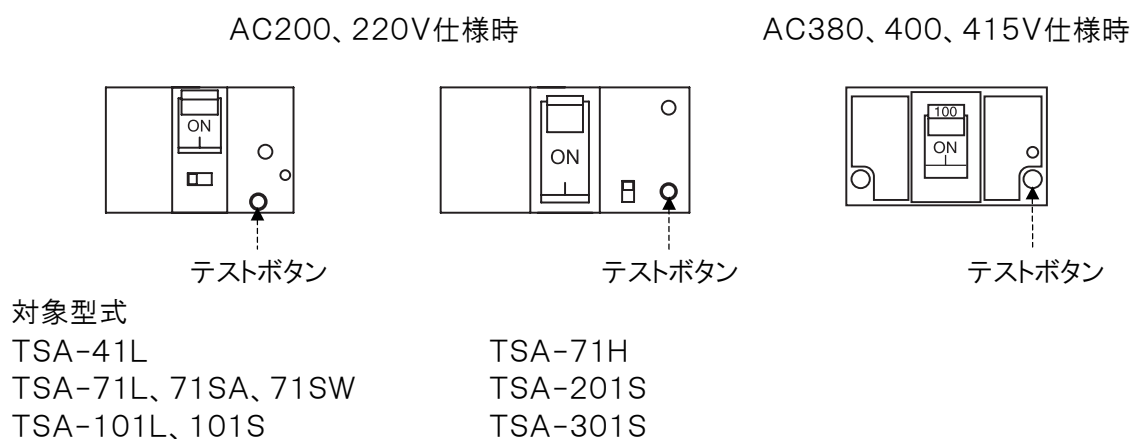 AC200、220V仕様時 AC380、400、415V仕様時
ON ON 100
ON
テストボタン テストボタン テストボタン
対象型式
TSA-41L TSA-71H
TSA-71L、71SA、71SW TSA-201S
TSA-101L、101S TSA-301S